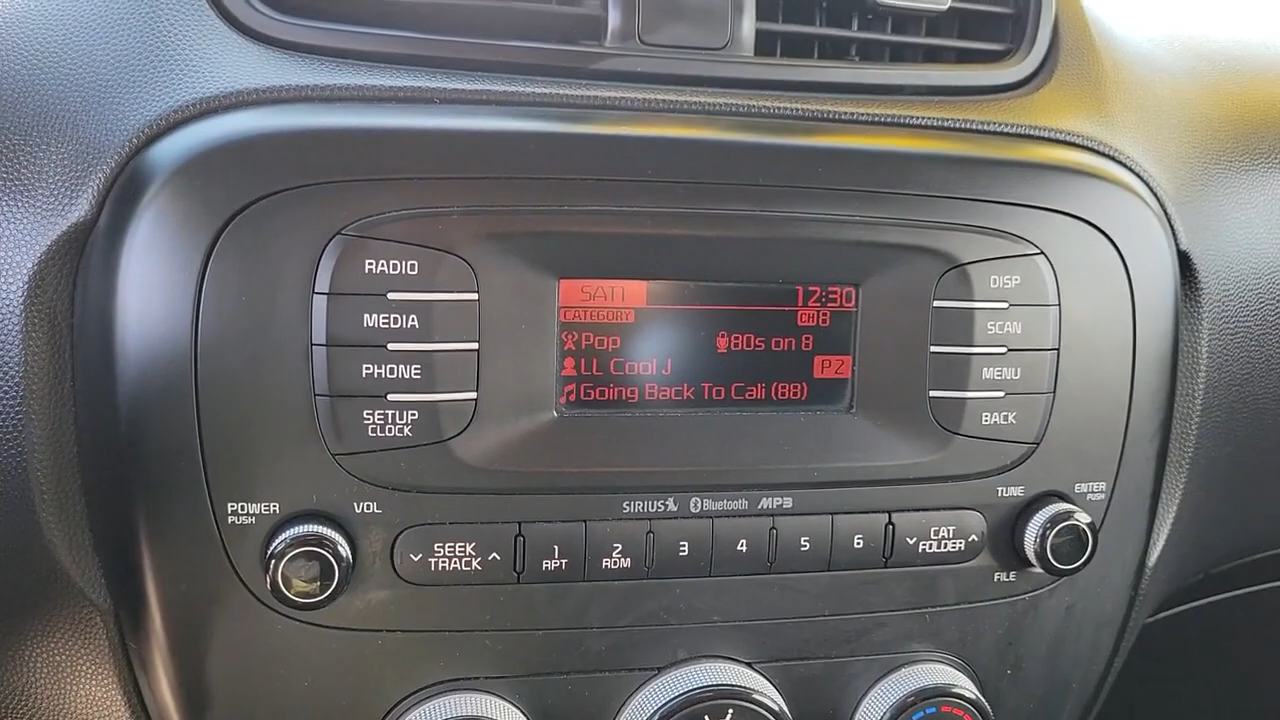 RADIO
MEDIA
PHONE
SETUP
CLOCK
SAT1
12:30
CATEGORY
CH 8
Pop
80s on 8
LL Cool J
P2
Going Back To Cali (88)
DISP
SCAN
MENU
BACK
SIRIUS Bluetooth MP3
POWER
PUSH
VOL
SEEK
TRACK
1
RPT
2
RDM
3
4
5
6
CAT
FOLDER
TUNE
FILE
ENTER
PUSH